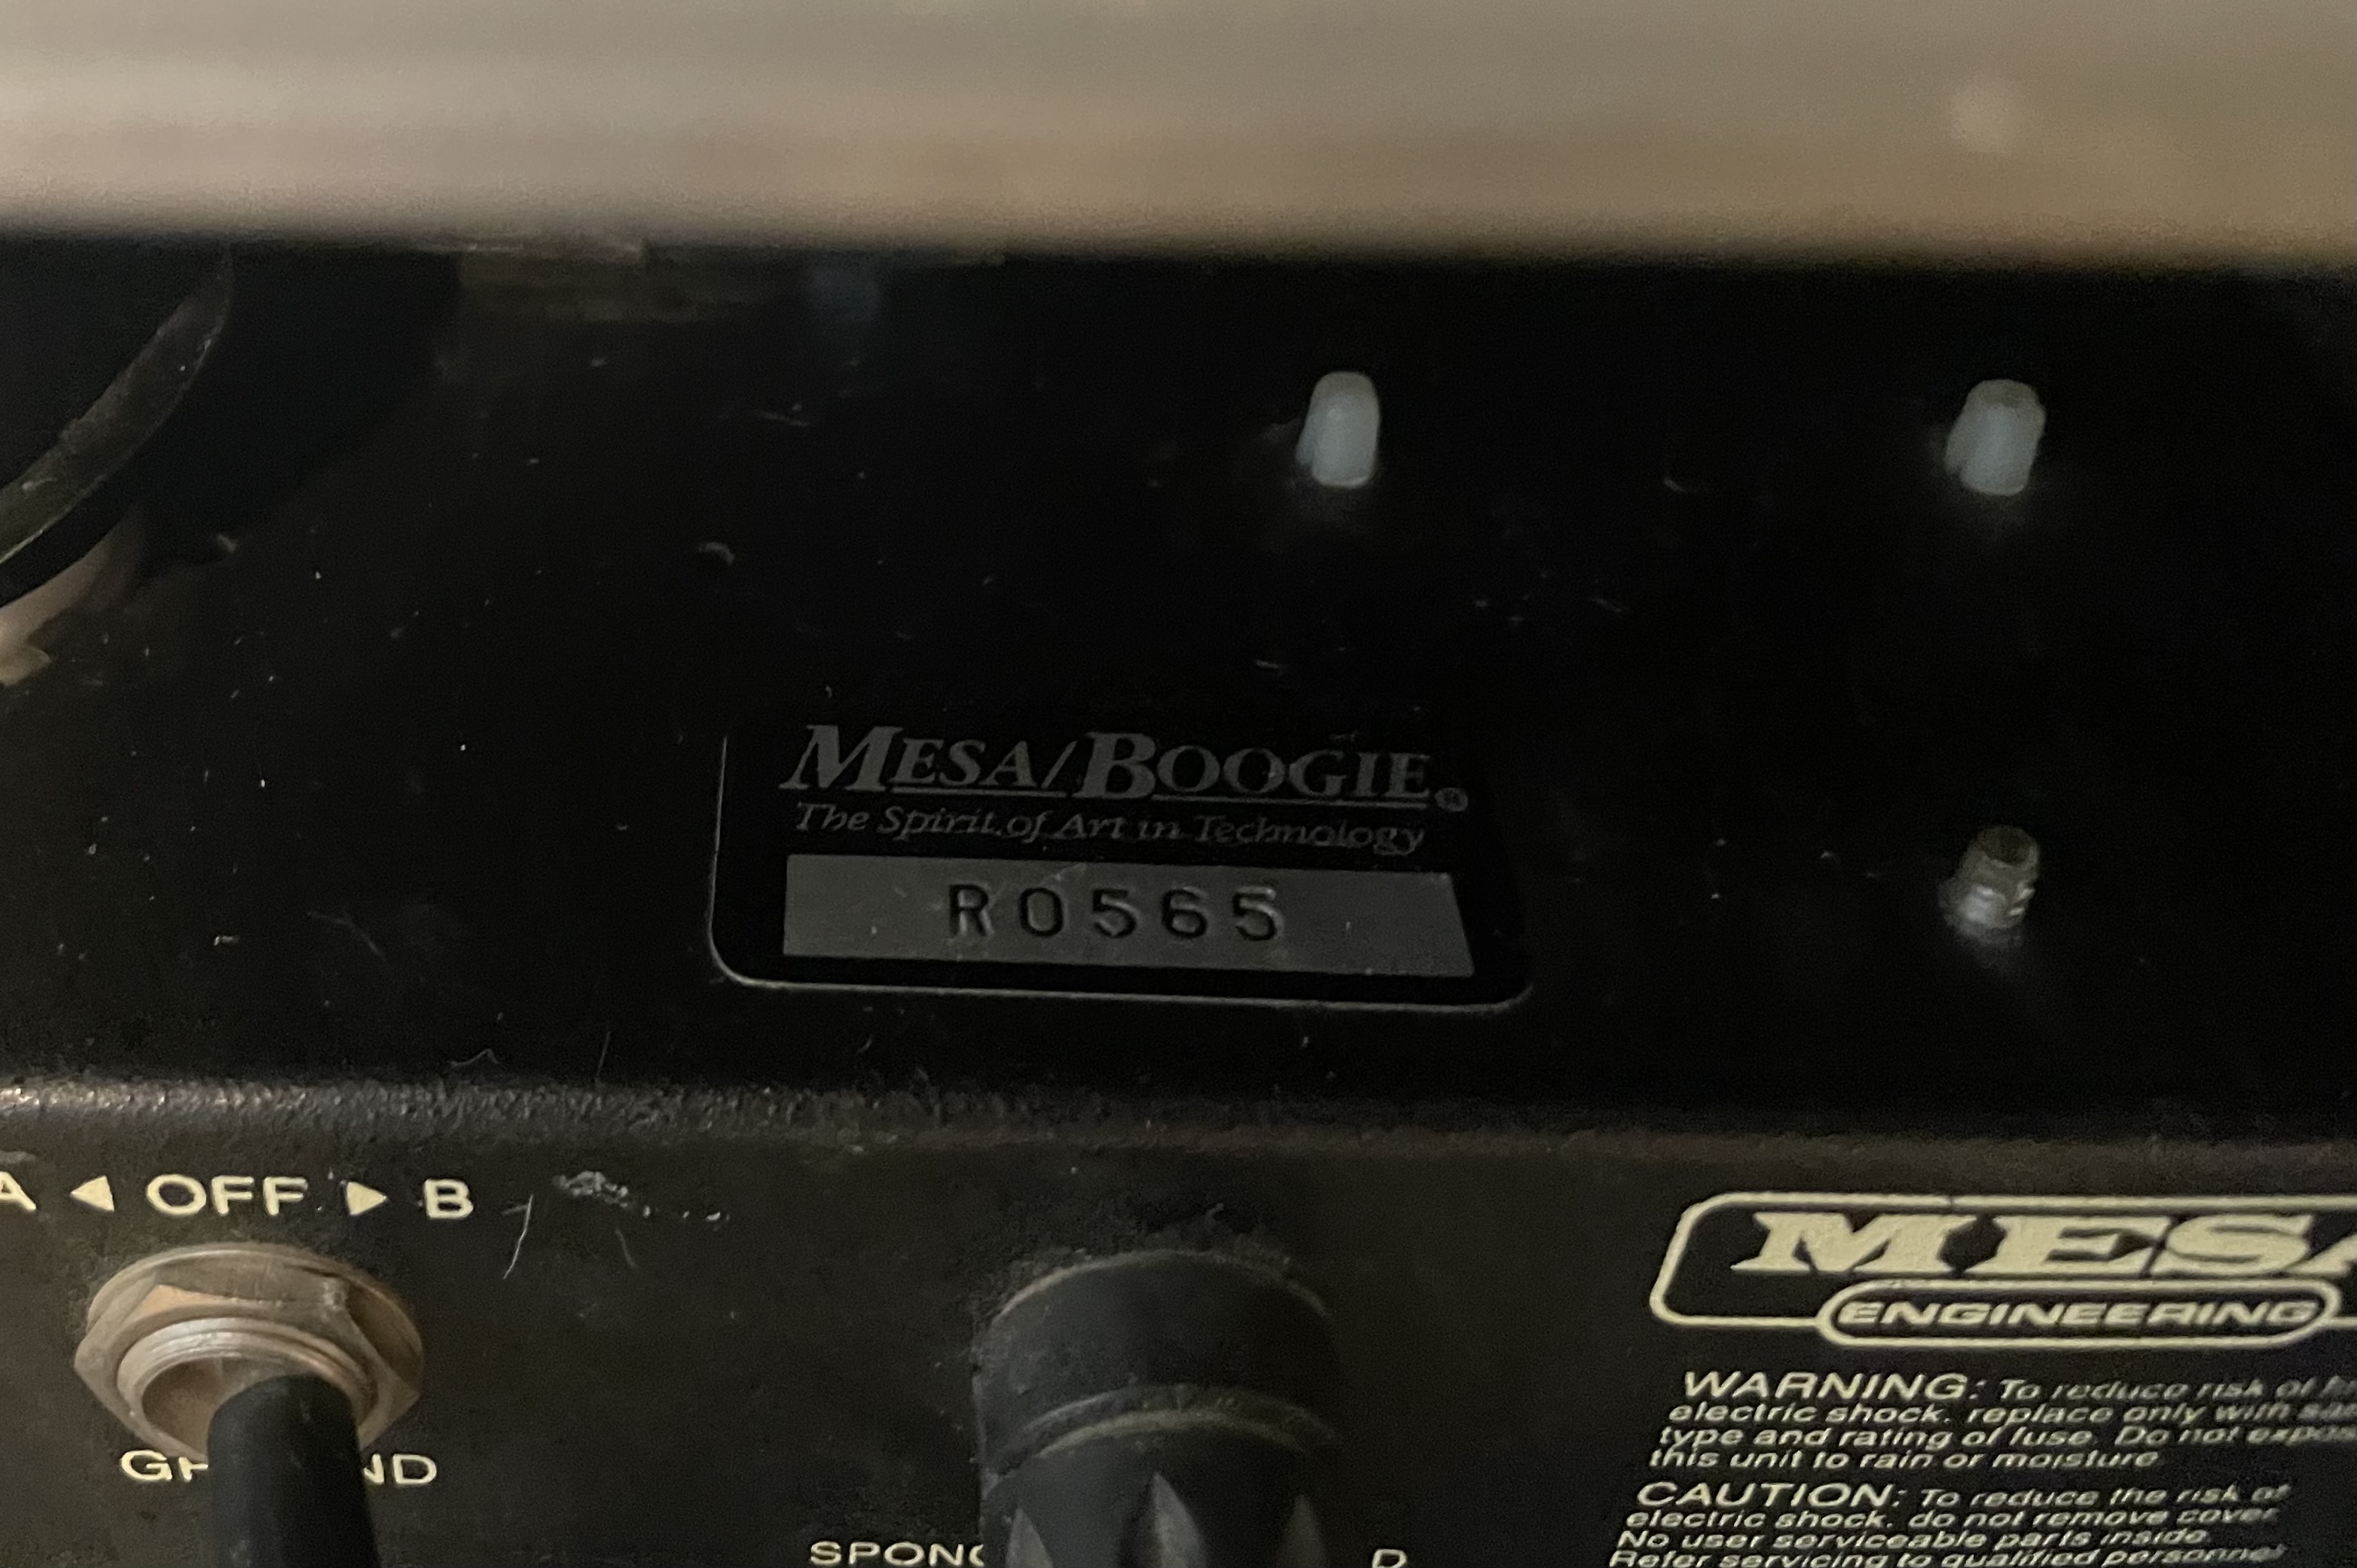 MESA/BOOGIE®
The Spirit of Art in Technology
R0565
A ◀ OFF ▶ B
MESA
ENGINEERING
WARNING: To reduce risk of
electric shock, replace only with
type and rating of fuse. Do not
this unit to rain or moisture
CAUTION: To reduce the risk of
electric shock, do not remove cover
No user serviceable parts inside
Refer servicing to qualified personnel